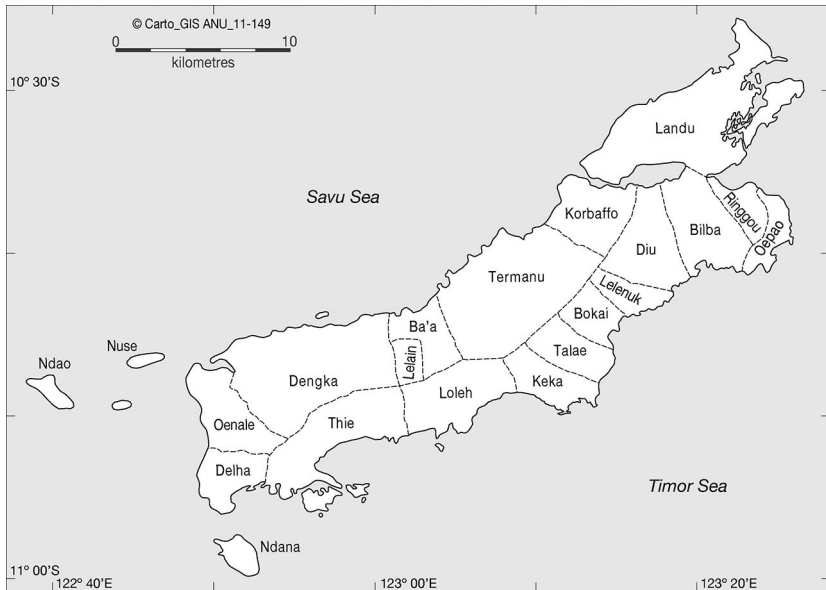 © Carto_GIS ANU_11-149
0 10
kilometres
10° 30'S
Landu
Savu Sea
Korbaffo
Ringgou
Bilba
Oepao
Diu
Termanu
Lelenuk
Bokai
Ba'a
Nuse
Talae
Ndao
Lelain
Dengka
Keka
Loleh
Oenale
Thie
Delha
Timor Sea
Ndana
11° 00'S
122° 40'E
123° 00'E
123° 20'E